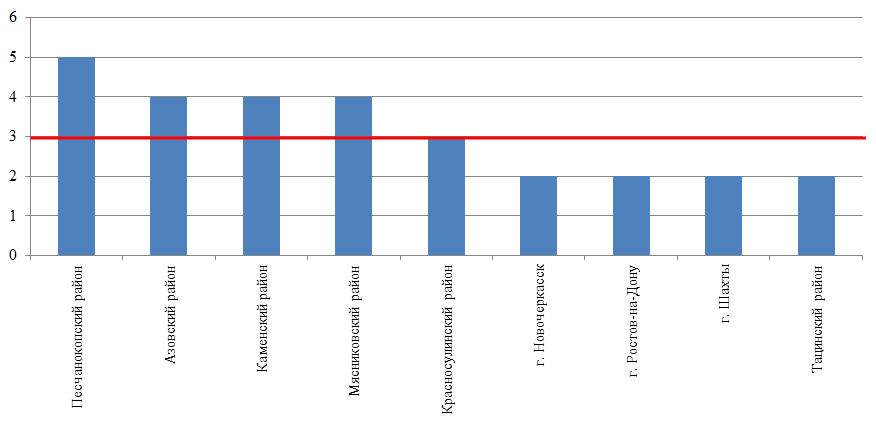 6
5
4
3
2
1
0
Песчанокопский район
Азовский район
Каменский район
Мясниковский район
Красносулинский район
г. Новочеркасск
г. Ростов-на-Дону
г. Шахты
Тацинский район